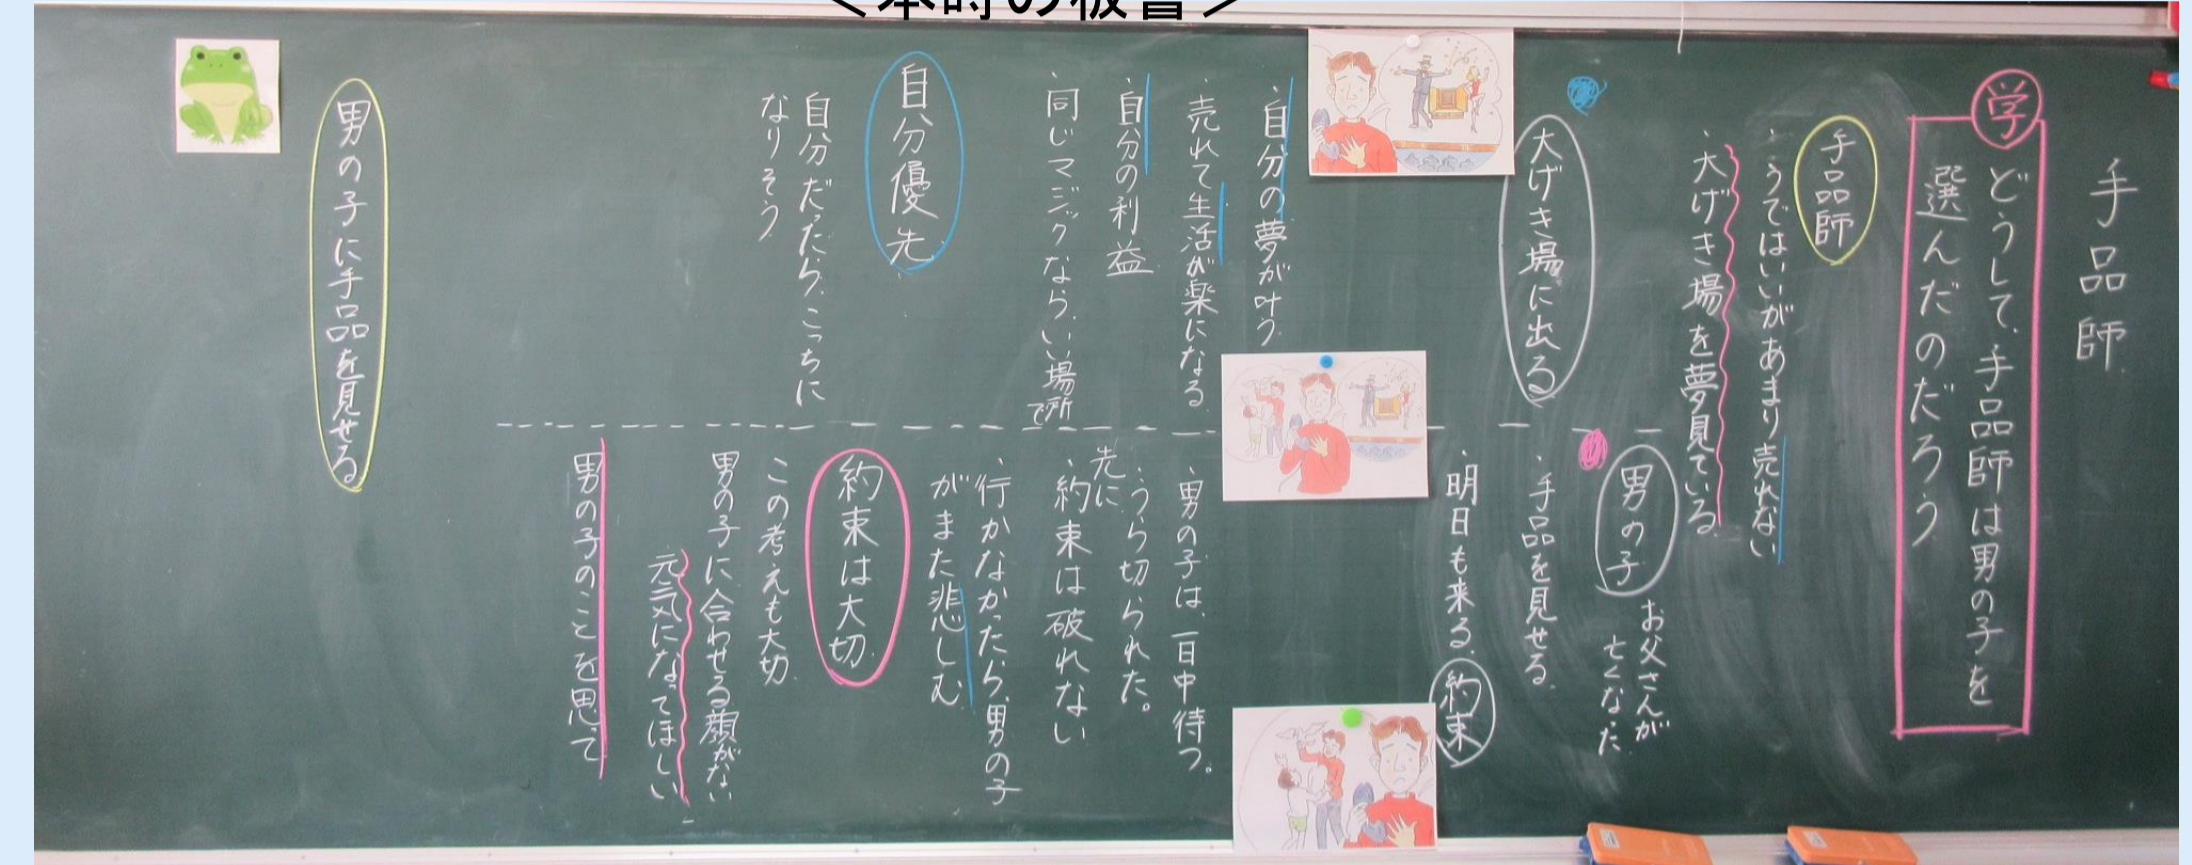 <本時の板書>
手品師
学
どうして、手品師は男の子を
選んだのだろう
手品師
・うではいいがあまり売れない
・大げき場を夢見ている
大げき場に出る
・自分の夢が叶う
・売れて生活が楽になる
・自分の利益
・同じマジックなら、いい場所で
自分優先
自分だったら、こっちに
なりそう
男の子
お父さんが
亡くなった
・手品を見せる
・明日も来る
約束
・男の子は、一日中待つ。
・うら切られた。
先に
・約束は破れない
・行かなかったら、男の子
がまた悲しむ
約束は大切
この考えも大切
男の子に合わせる顔がない
元気になってほしい
男の子のことを思って
男の子に手品を見せる